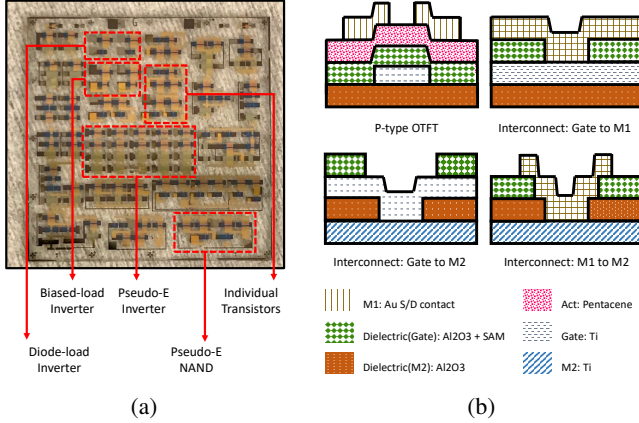 (a)
Biased-load
Inverter
Pseudo-E
Inverter
Individual
Transistors
Diode-load
Inverter
Pseudo-E
NAND
(a)
(b)
P-type OTFT
Interconnect: Gate to M1
Interconnect: Gate to M2
Interconnect: M1 to M2
M1: Au S/D contact
Act: Pentacene
Dielectric(Gate): Al2O3 + SAM
Gate: Ti
Dielectric(M2): Al2O3
M2: Ti
(b)